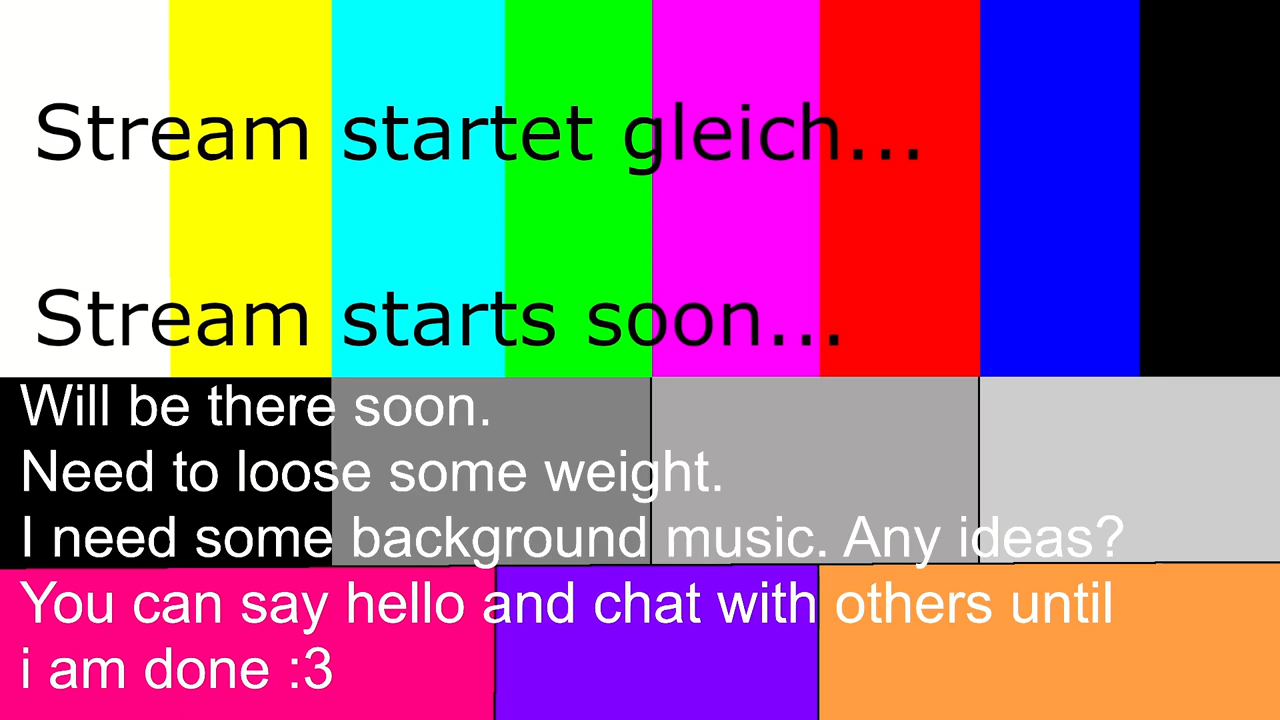 Stream startet gleich...
Stream starts soon...
Will be there soon.
Need to loose some weight.
I need some background music. Any ideas?
You can say hello and chat with others until
i am done :3